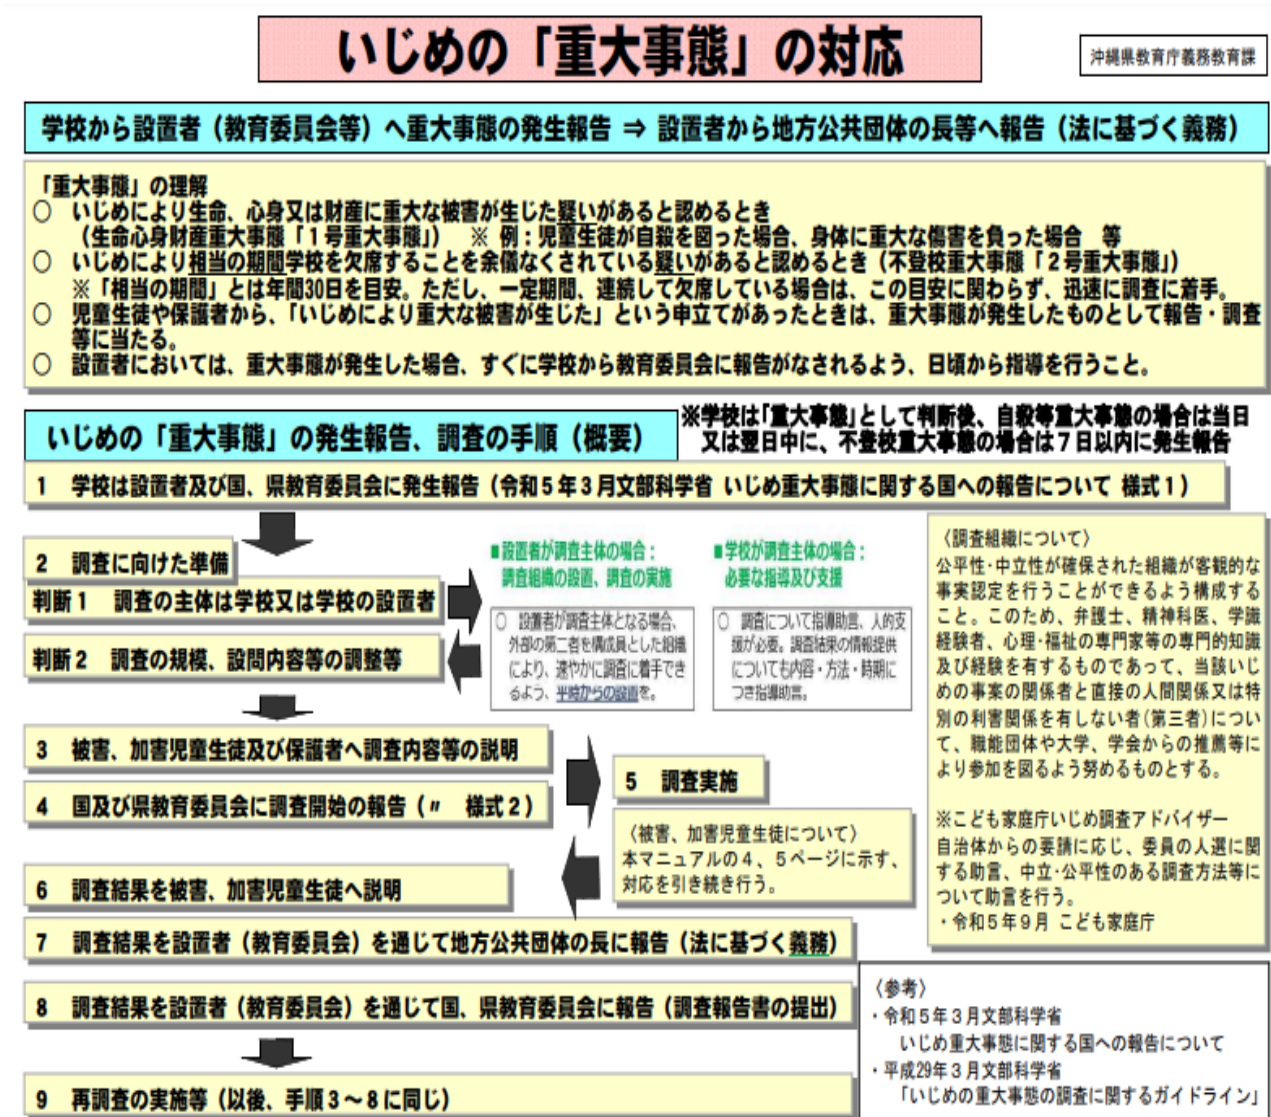 いじめの「重大事態」の対応
沖縄県教育庁義務教育課
学校から設置者（教育委員会等）へ重大事態の発生報告 ⇒ 設置者から地方公共団体の長等へ報告（法に基づく義務）
「重大事態」の理解
○ いじめにより生命、心身又は財産に重大な被害が生じた疑いがあると認めるとき
（生命心身財産重大事態「１号重大事態」） ※ 例：児童生徒が自殺を図った場合、身体に重大な傷害を負った場合 等
○ いじめにより相当の期間学校を欠席することを余儀なくされている疑いがあると認めるとき（不登校重大事態「２号重大事態」）
※「相当の期間」とは年間30日を目安。ただし、一定期間、連続して欠席している場合は、この目安に関わらず、迅速に調査に着手。
○ 児童生徒や保護者から、「いじめにより重大な被害が生じた」という申立てがあったときは、重大事態が発生したものとして報告・調査
等に当たる。
○ 設置者においては、重大事態が発生した場合、すぐに学校から教育委員会に報告がなされるよう、日頃から指導を行うこと。
いじめの「重大事態」の発生報告、調査の手順（概要）
※学校は「重大事態」として判断後、自殺等重大事態の場合は当日
又は翌日中に、不登校重大事態の場合は７日以内に発生報告
１ 学校は設置者及び国、県教育委員会に発生報告（令和５年３月文部科学省 いじめ重大事態に関する国への報告について 様式１）
２ 調査に向けた準備
判断１ 調査の主体は学校又は学校の設置者
判断２ 調査の規模、設問内容等の調整等
■設置者が調査主体の場合：
調査組織の設置、調査の実施
○ 設置者が調査主体となる場合、
外部の第二者を構成員とした組織
により、速やかに調査に着手でき
るよう、平時からの設置を。
■学校が調査主体の場合：
必要な指導及び支援
○ 調査について指導助言、人的支
援が必要。調査結果の情報提供
についても内容・方法・時期に
つき指導助言。
〈調査組織について〉
公平性・中立性が確保された組織が客観的な
事実認定を行うことができるよう構成する
こと。このため、弁護士、精神科医、学識
経験者、心理・福祉の専門家等の専門的知識
及び経験を有するものであって、当該いじ
めの事案の関係者と直接の人間関係又は特
別の利害関係を有しない者(第三者)につい
て、職能団体や大学、学会からの推薦等に
より参加を図るよう努めるものとする。
※こども家庭庁いじめ調査アドバイザー
自治体からの要請に応じ、委員の人選に関
する助言、中立・公平性のある調査方法等に
ついて助言を行う。
・令和５年９月 こども家庭庁
３ 被害、加害児童生徒及び保護者へ調査内容等の説明
４ 国及び県教育委員会に調査開始の報告（〃 様式２）
５ 調査実施
〈被害、加害児童生徒について〉
本マニュアルの４、５ページに示す、
対応を引き続き行う。
６ 調査結果を被害、加害児童生徒へ説明
７ 調査結果を設置者（教育委員会）を通じて地方公共団体の長に報告（法に基づく義務）
８ 調査結果を設置者（教育委員会）を通じて国、県教育委員会に報告（調査報告書の提出）
９ 再調査の実施等（以後、手順３～８に同じ）
〈参考〉
・令和５年３月文部科学省
いじめ重大事態に関する国への報告について
・平成29年３月文部科学省
「いじめの重大事態の調査に関するガイドライン」